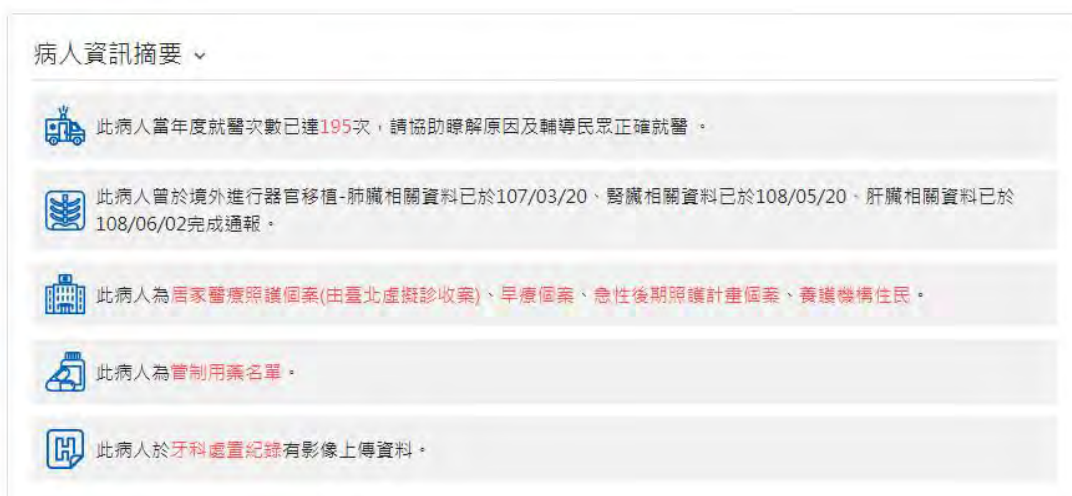 病人資訊摘要
此病人當年度就醫次數已達195次，請協助瞭解原因及輔導民眾正確就醫 。
此病人曾於境外進行器官移植-肺臟相關資料已於107/03/20、腎臟相關資料已於108/05/20、肝臟相關資料已於
108/06/02完成通報。
此病人為居家醫療照護個案(由臺北虛擬診收案)、早療個案、急性後期照護計畫個案、養護機構住民。
此病人為管制用藥名單。
此病人於牙科處置紀錄有影像上傳資料。